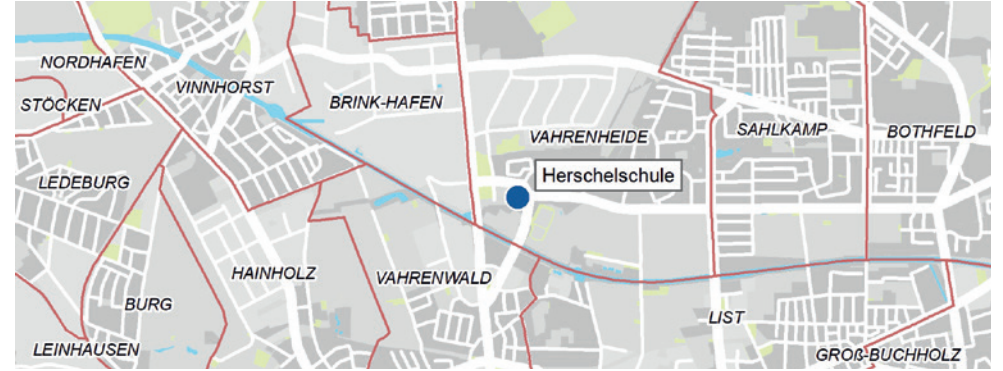 NORDHAFEN
STÖCKEN
VINNHORST
BRINK-HAFEN
VAHRENHEIDE
SAHLKAMP
BOTHFELD
Herschelschule
LEDEBURG
HAINHOLZ
VAHRENWALD
BURG
LIST
LEINHAUSEN
GROß-BUCHHOLZ